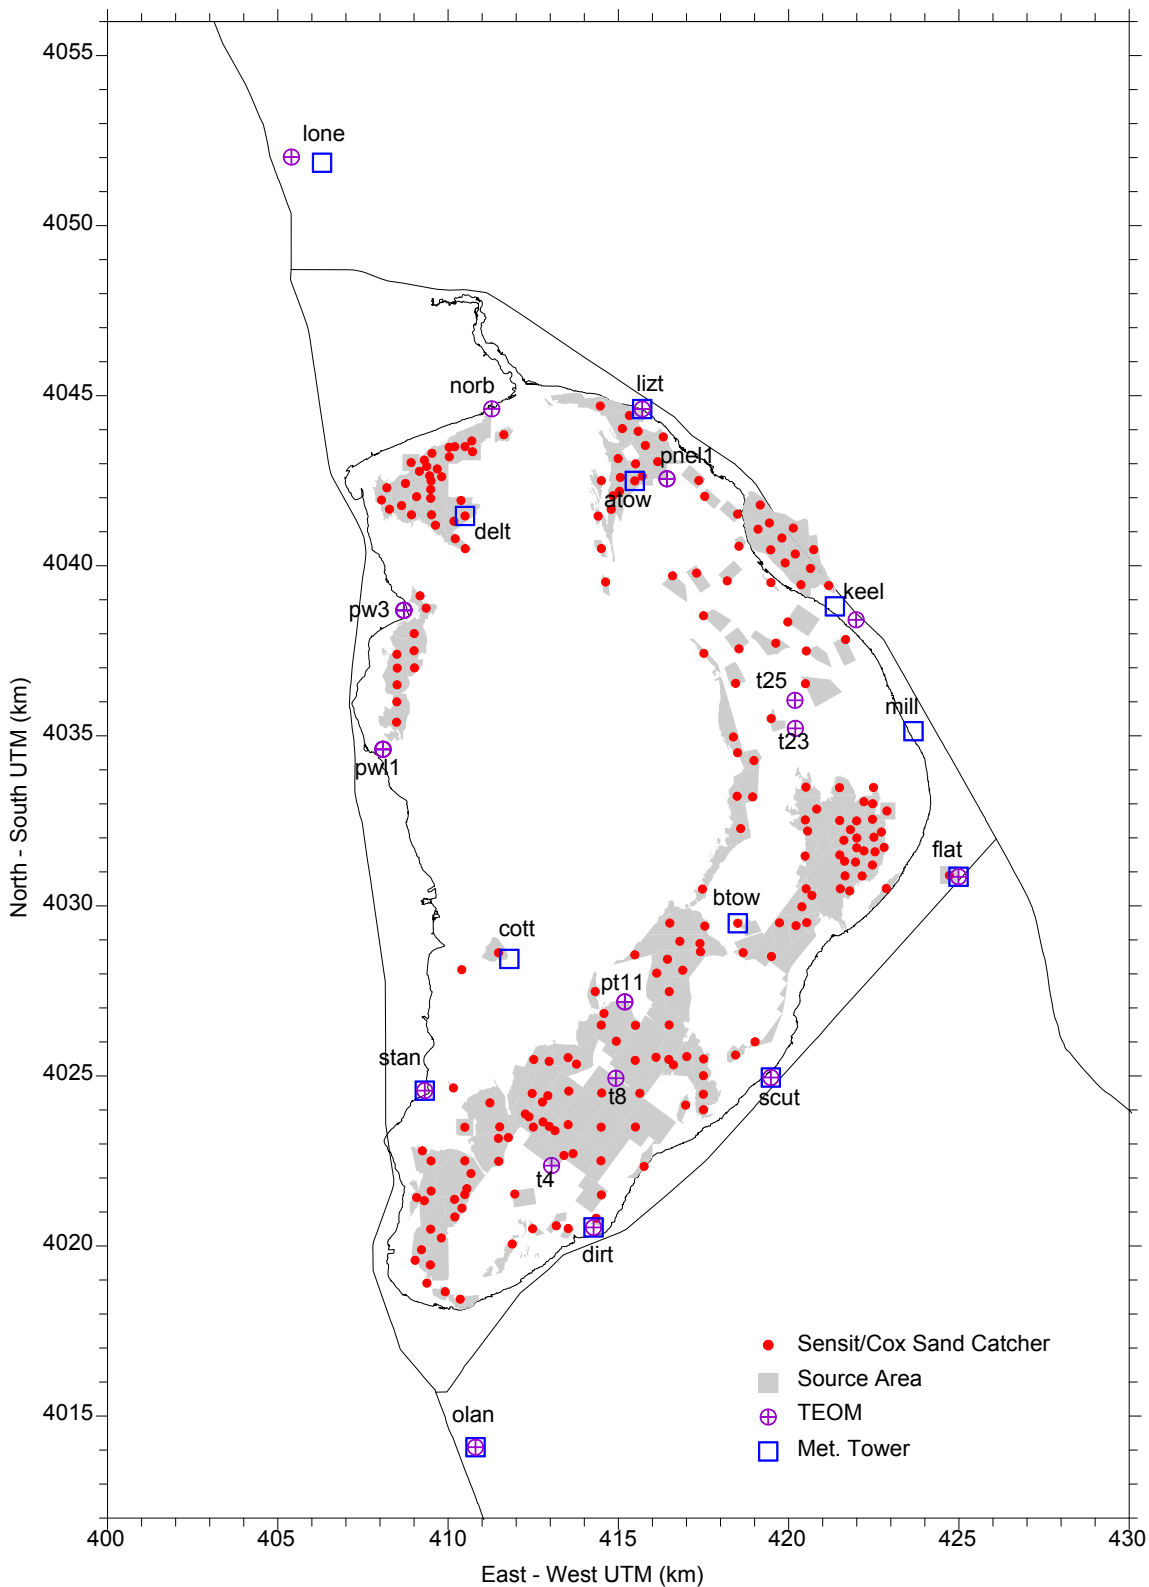 4055
lone
4050
norb
lizt
4045
pnel1
atow
delt
4040
keel
pw3
t25
mill
4035
t23
pwl1
flat
btow
4030
cott
pt11
stan
4025
t8
scut
t4
4020
dirt
Sensit/Cox Sand Catcher
Source Area
TEOM
Met. Tower
4015
olan
North - South UTM (km)
400 405 410 415 420 425 430
East - West UTM (km)